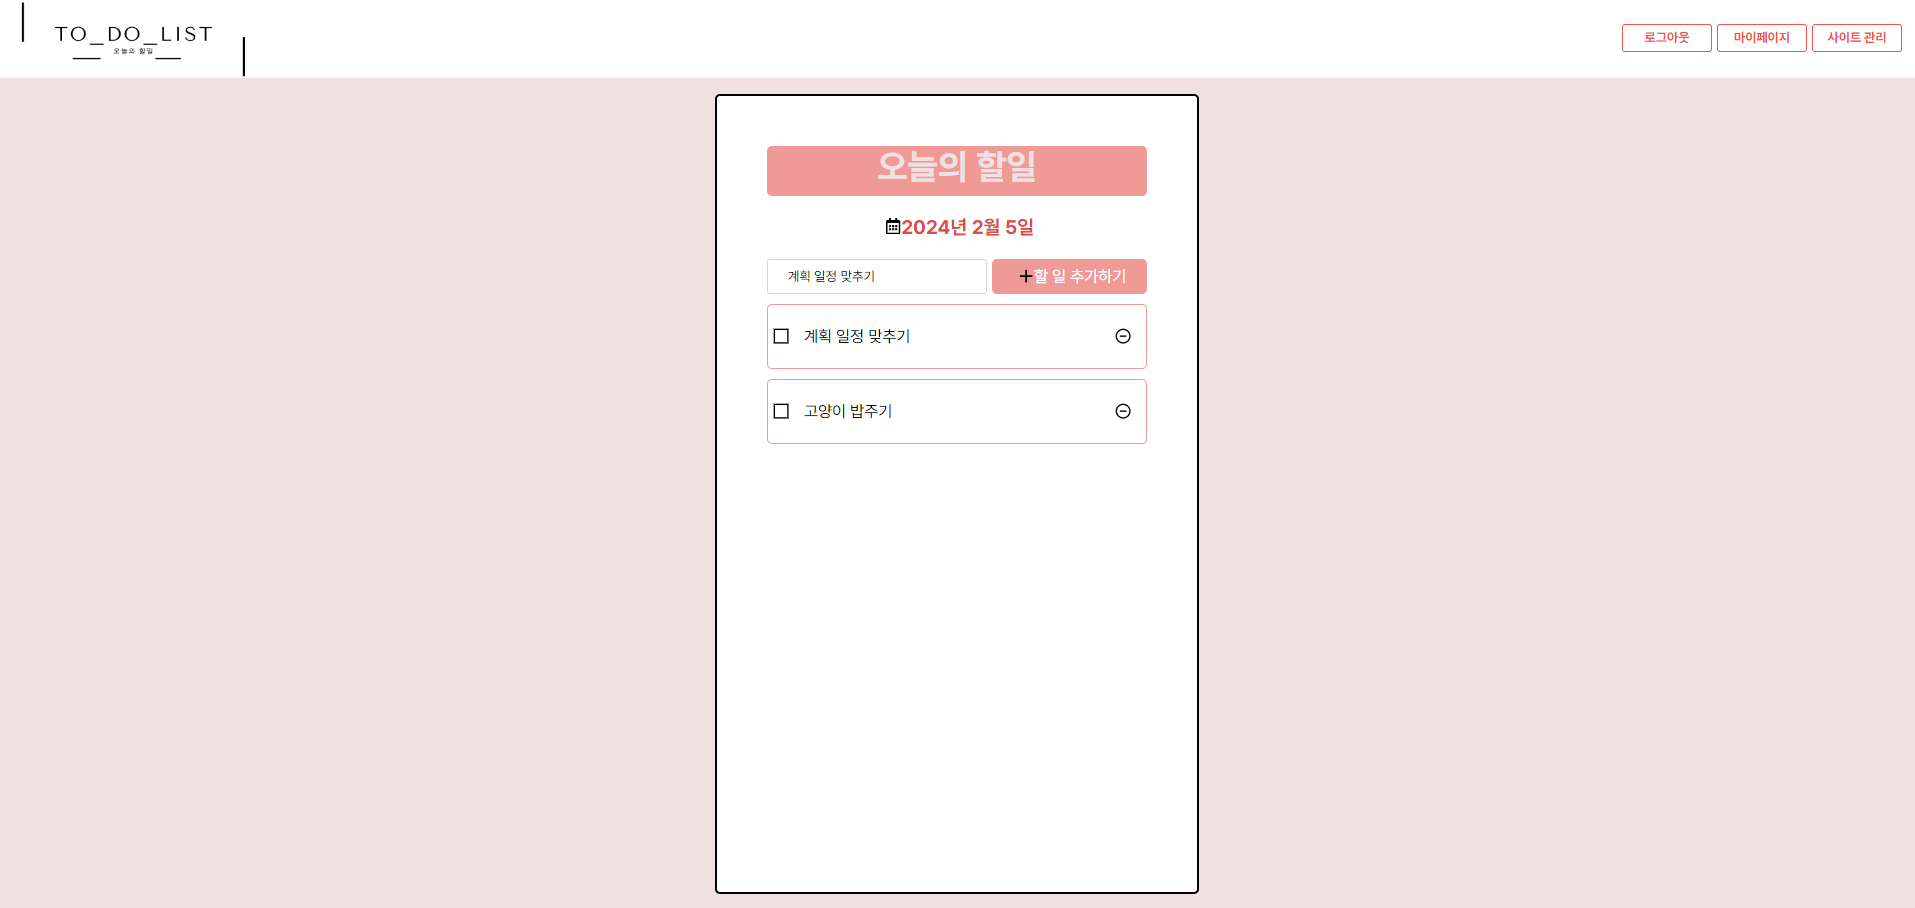 TO_DO_LIST
오늘의 할일
로그아웃
마이페이지
사이트 관리
오늘의 할일
2024년 2월 5일
계획 일정 맞추기
할 일 추가하기
계획 일정 맞추기
고양이 밥주기